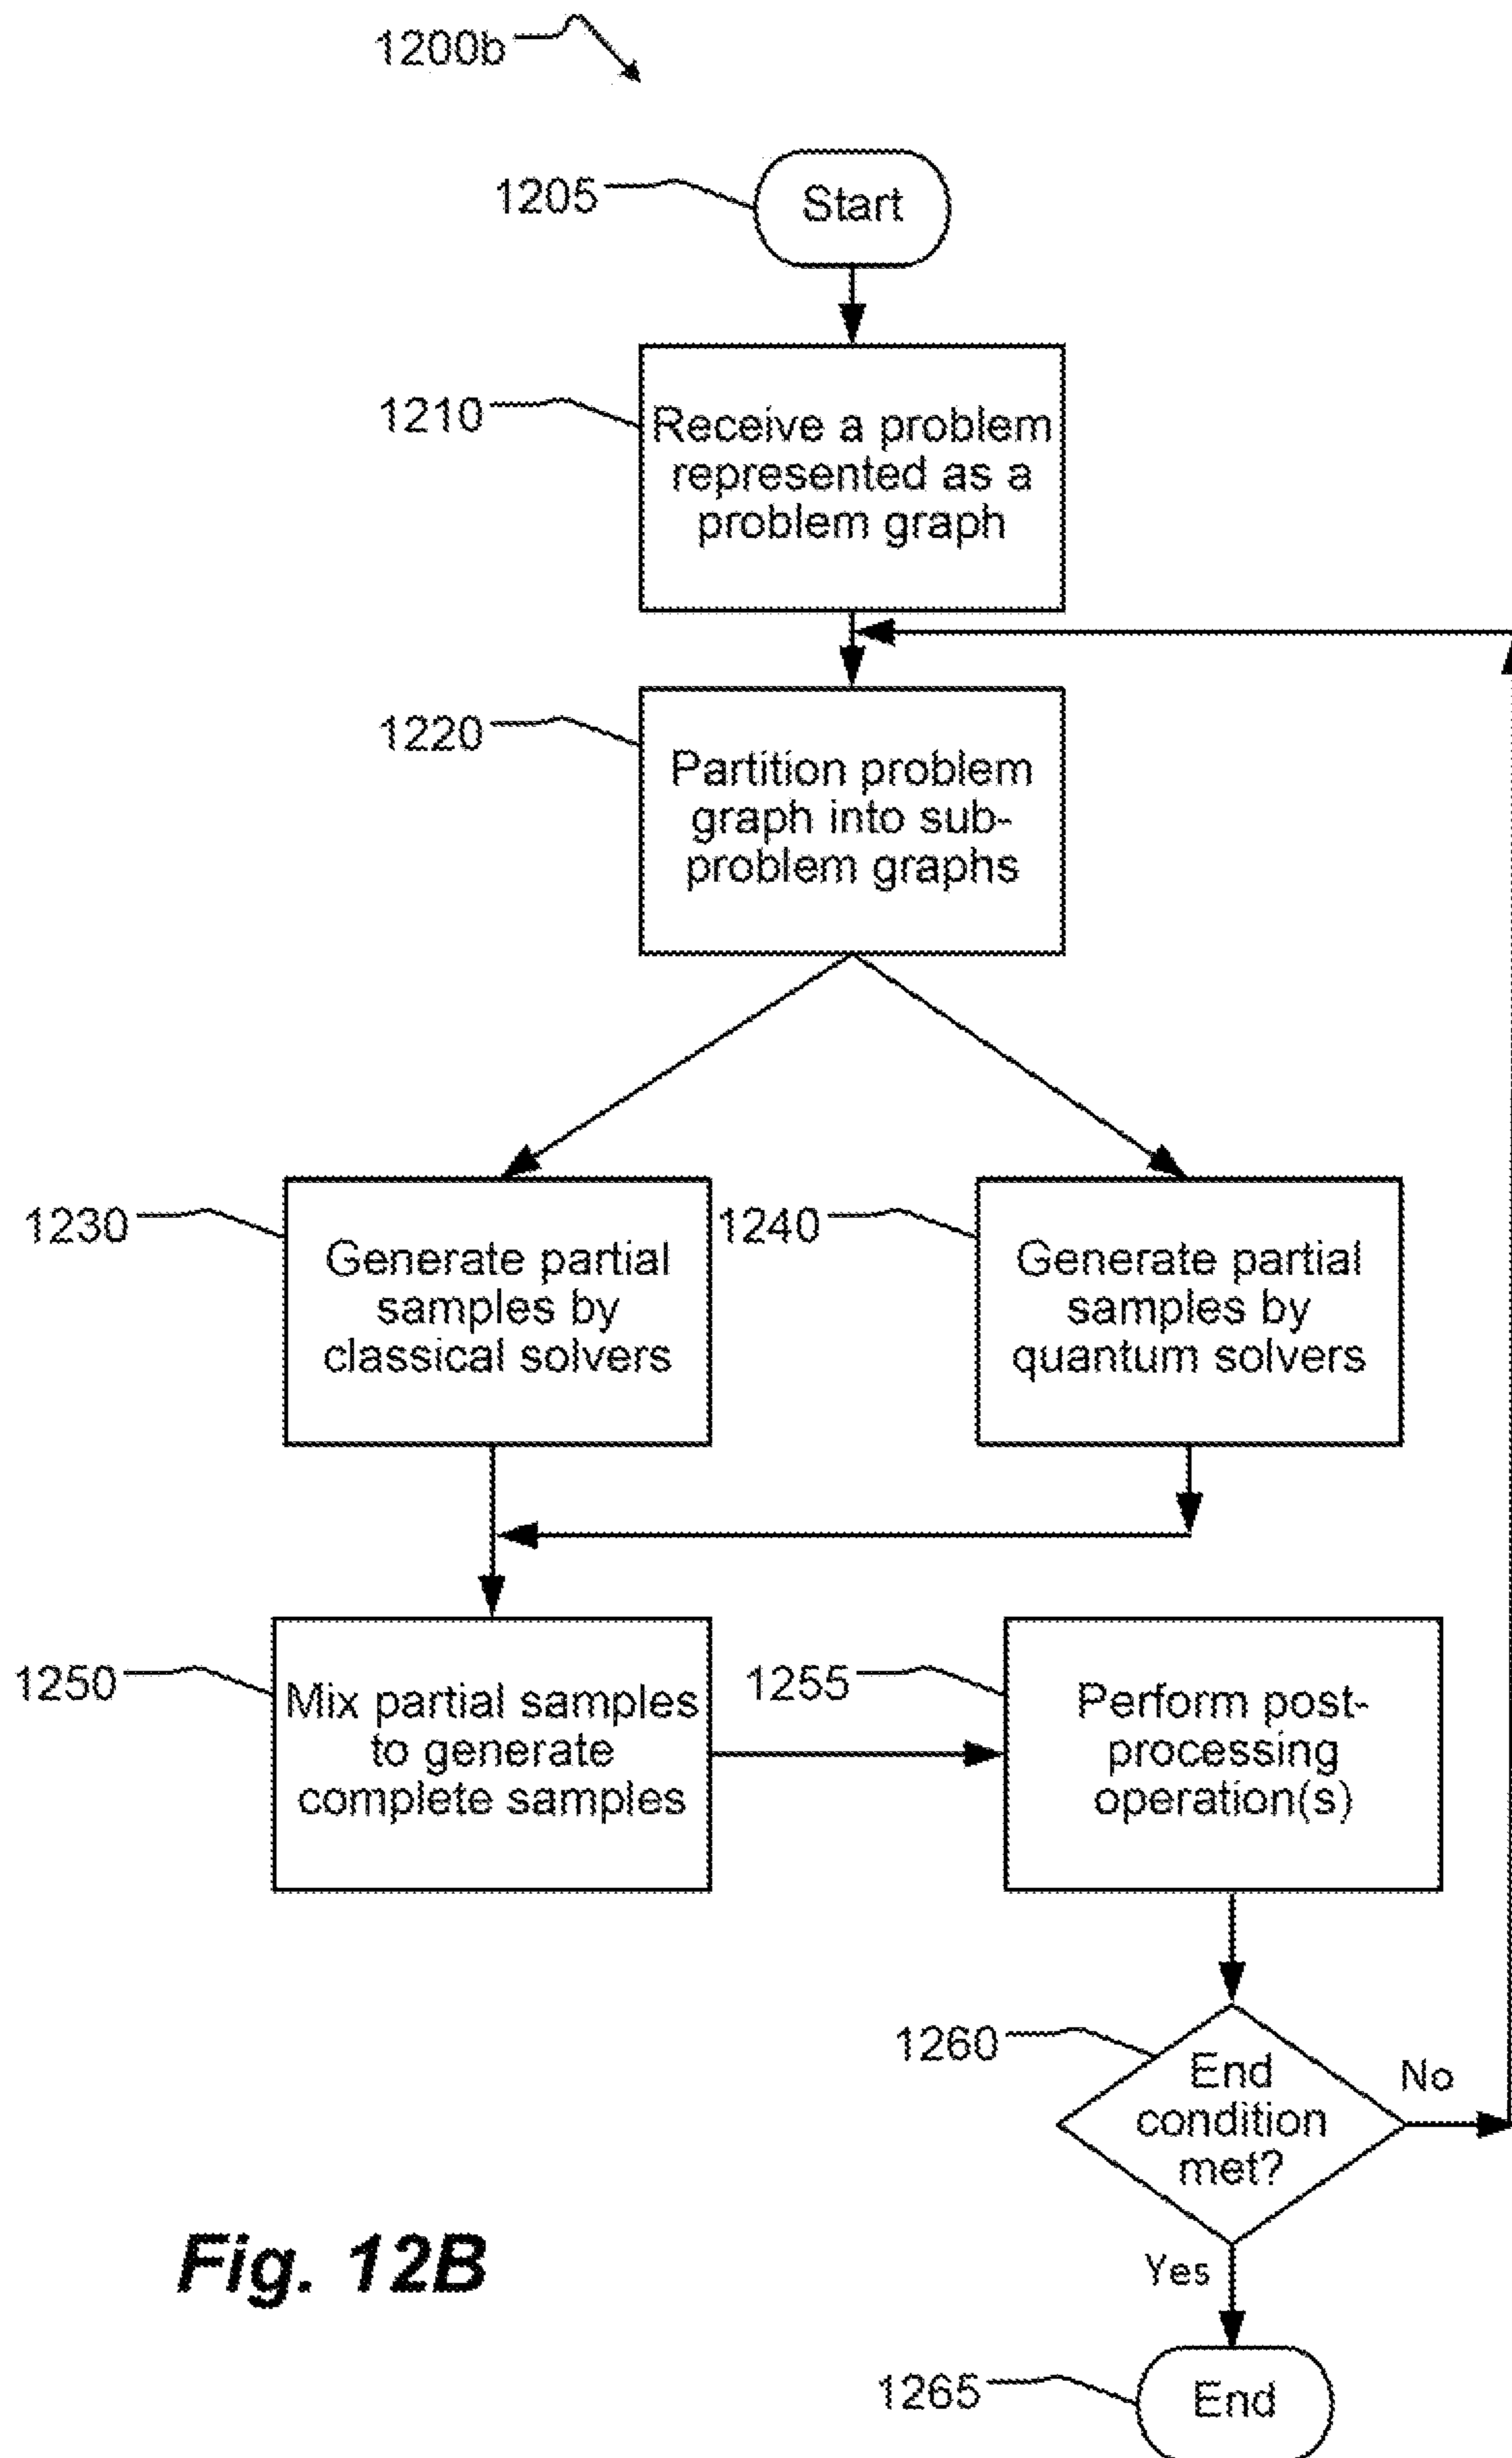 1200b
1205
Start
1210
Receive a problem
represented as a
problem graph
1220
Partition problem
graph into sub-
problem graphs
1230
Generate partial
samples by
classical solvers
1240
Generate partial
samples by
quantum solvers
1250
Mix partial samples
to generate
complete samples
1255
Perform post-
processing
operation(s)
1260
End
condition
met?
No
Yes
Fig. 12B
1265
End